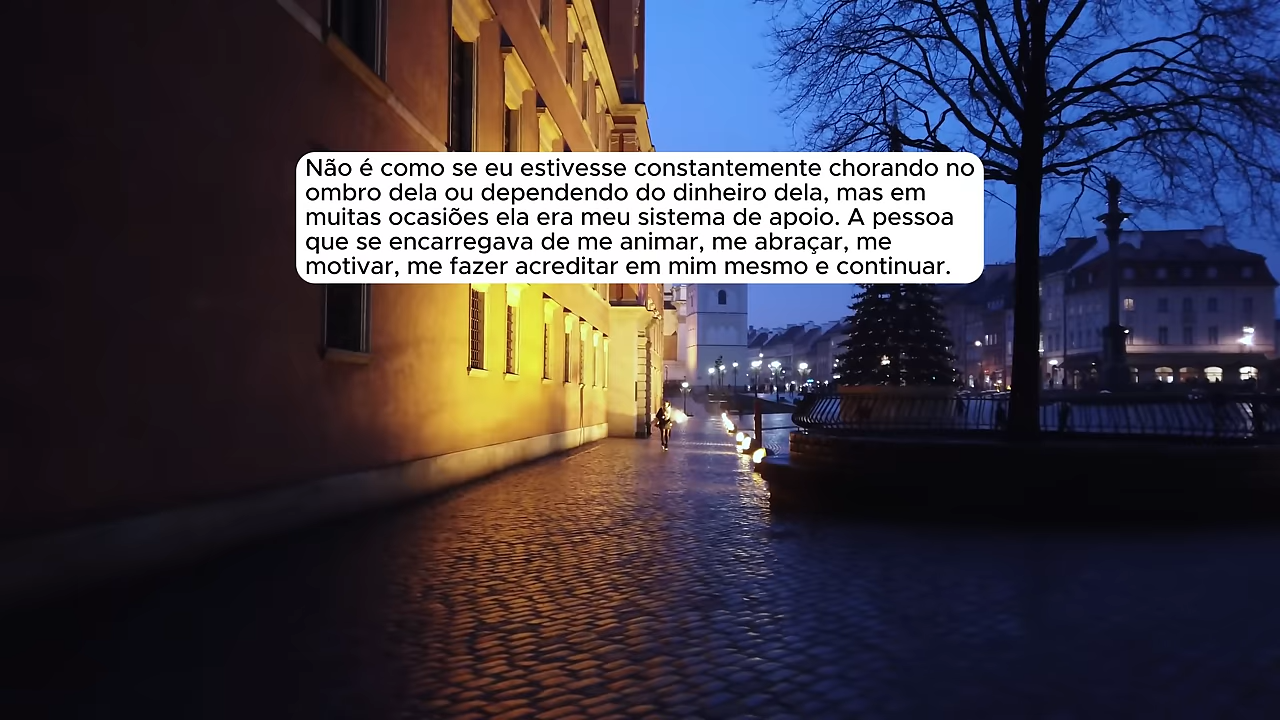 Não é como se eu estivesse constantemente chorando no
ombro dela ou dependendo do dinheiro dela, mas em
muitas ocasiões ela era meu sistema de apoio. A pessoa
que se encarregava de me animar, me abraçar, me
motivar, me fazer acreditar em mim mesmo e continuar.